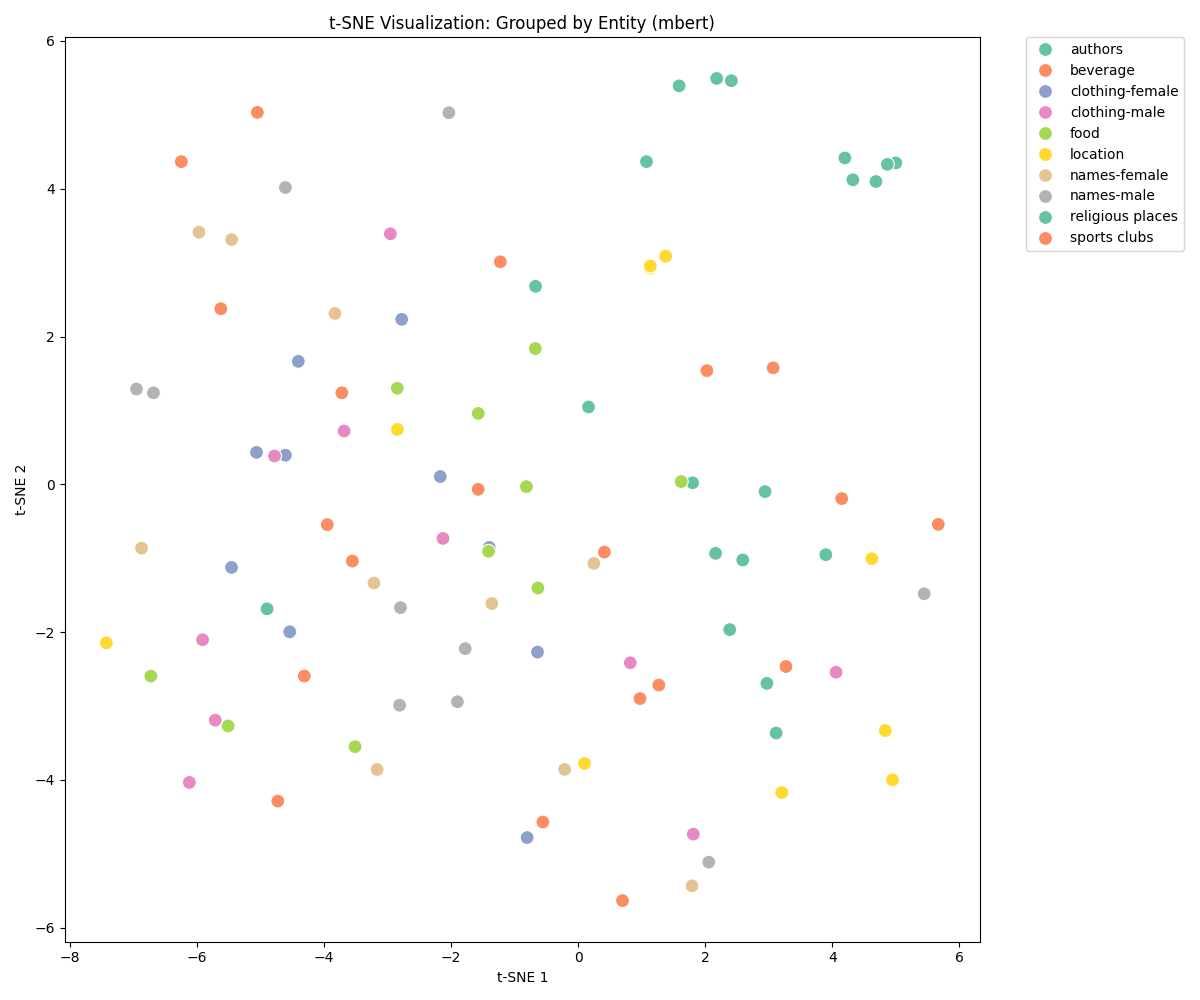 t-SNE Visualization: Grouped by Entity (mbert)
6
4
2
0
−2
−4
−6
t-SNE 2
−8
−6
−4
−2
0
2
4
6
t-SNE 1
authors
beverage
clothing-female
clothing-male
food
location
names-female
names-male
religious places
sports clubs